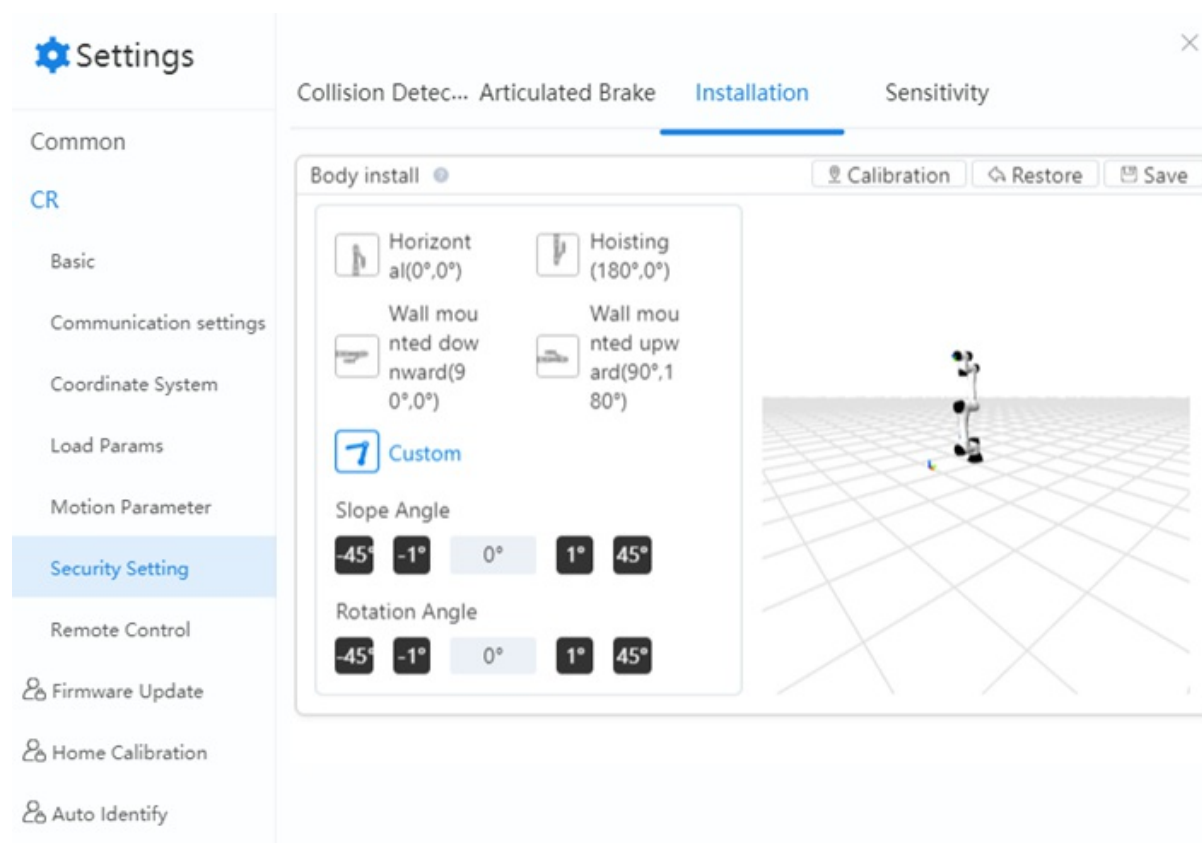 Settings
Common
CR
Basic
Communication settings
Coordinate System
Load Params
Motion Parameter
Security Setting
Remote Control
Firmware Update
Home Calibration
Auto Identify
Collision Detec... Articulated Brake Installation Sensitivity
Body install Calibration Restore Save
Horizont
al(0°,0°)
Hoisting
(180°,0°)
Wall mou
nted dow
nward(9
0°,0°)
Wall mou
nted upw
ard(90°,1
80°)
Custom
Slope Angle
-45° -1° 0° 1° 45°
Rotation Angle
-45° -1° 0° 1° 45°